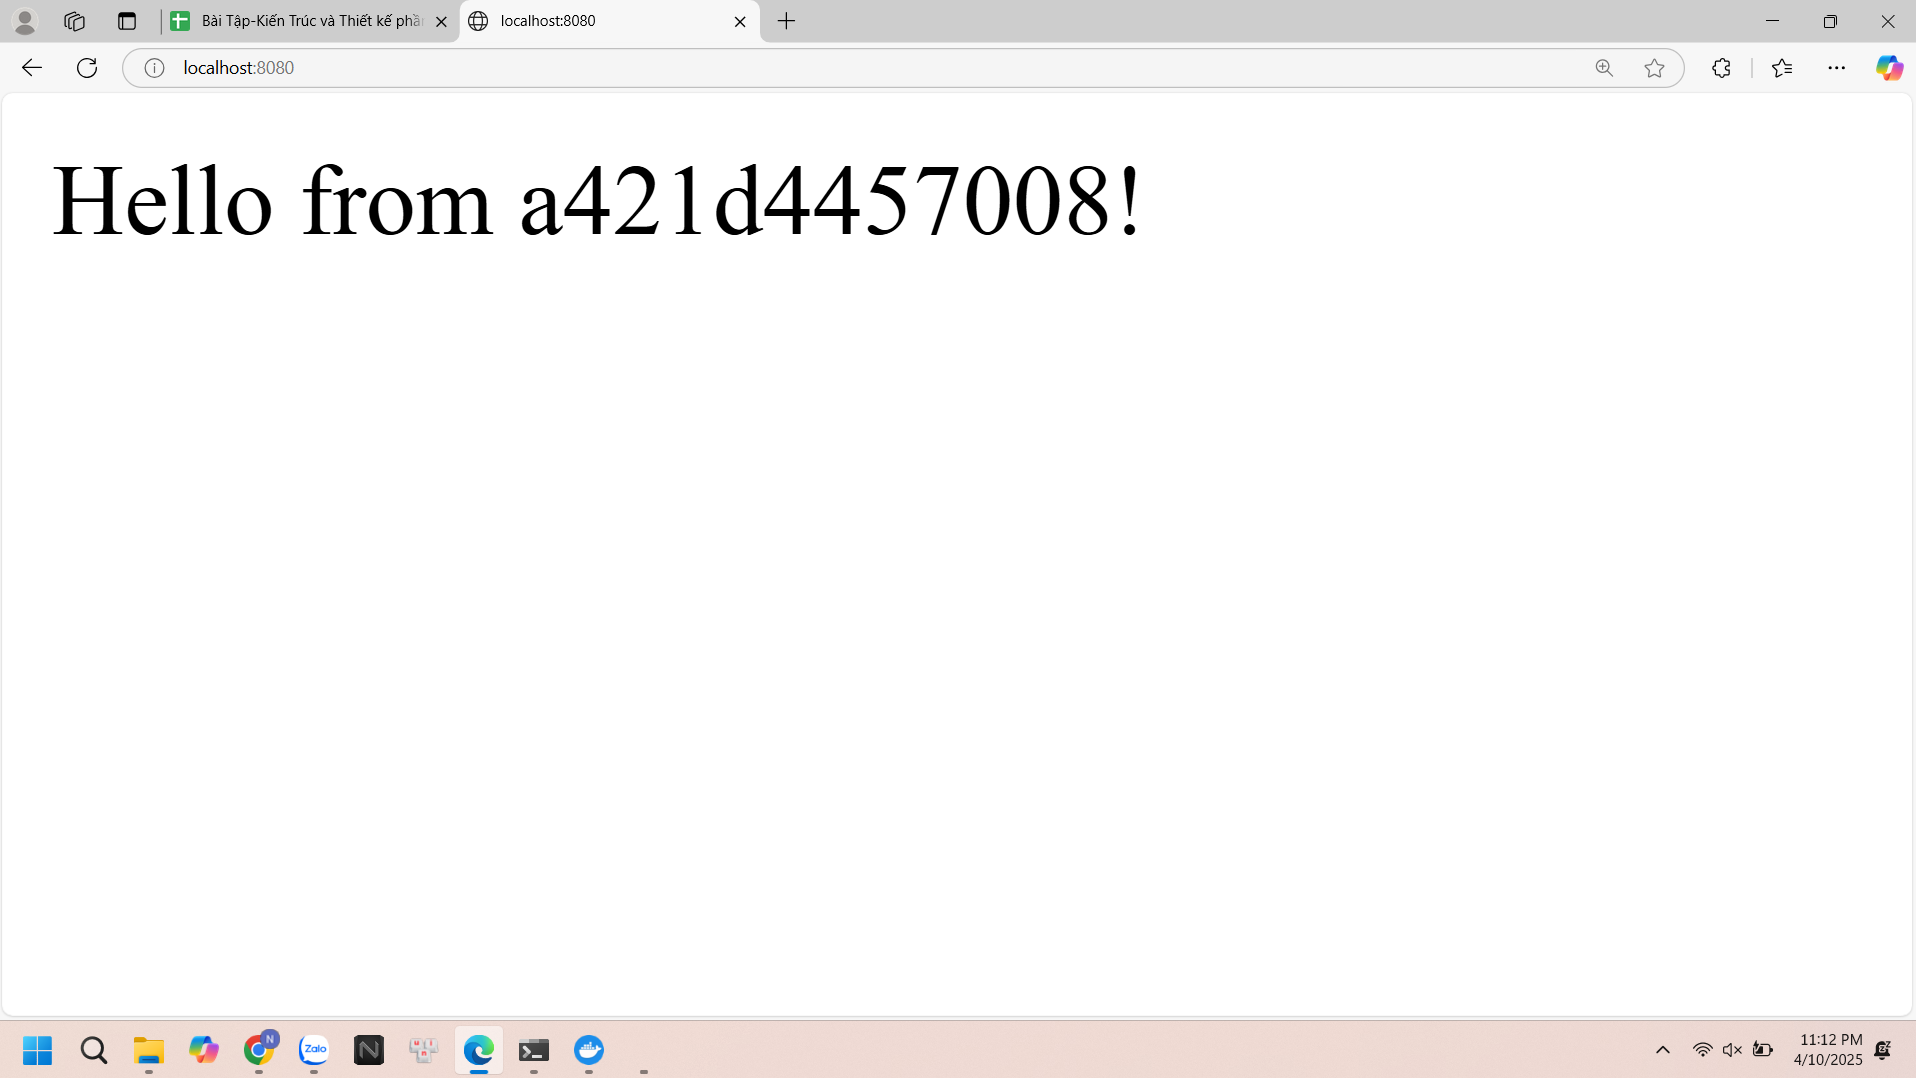 Bài Tập-Kiến Trúc và Thiết kế phần
localhost:8080
localhost:8080
Hello from a421d4457008!
N
Zalo
N
U I
n
11:12 PM
4/10/2025